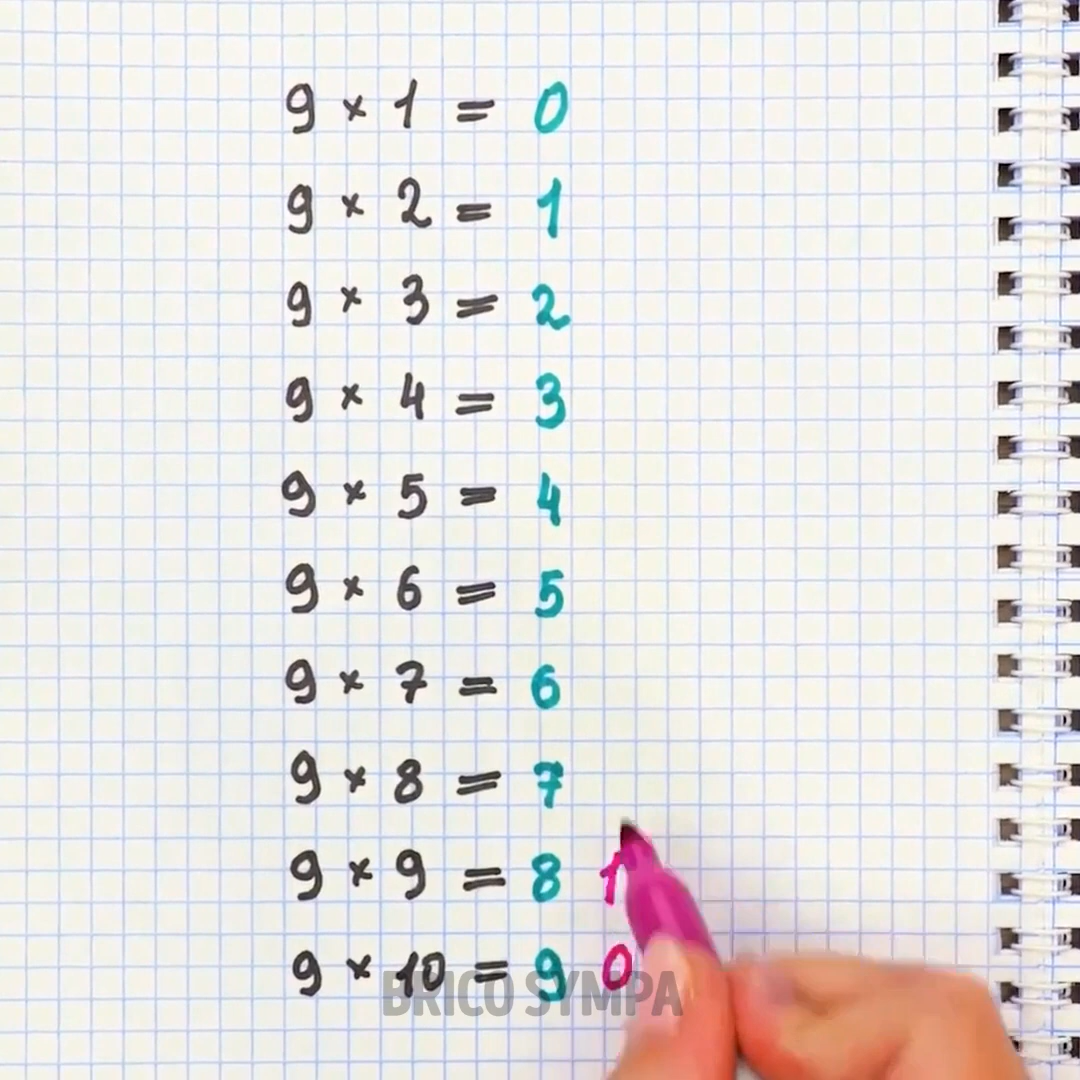 9 × 1 = 0
9 × 2 = 1
9 × 3 = 2
9 × 4 = 3
9 × 5 = 4
9 × 6 = 5
9 × 7 = 6
9 × 8 = 7
9 × 9 = 8 1
9 × 10 = 9 0
BRICO SYMPA